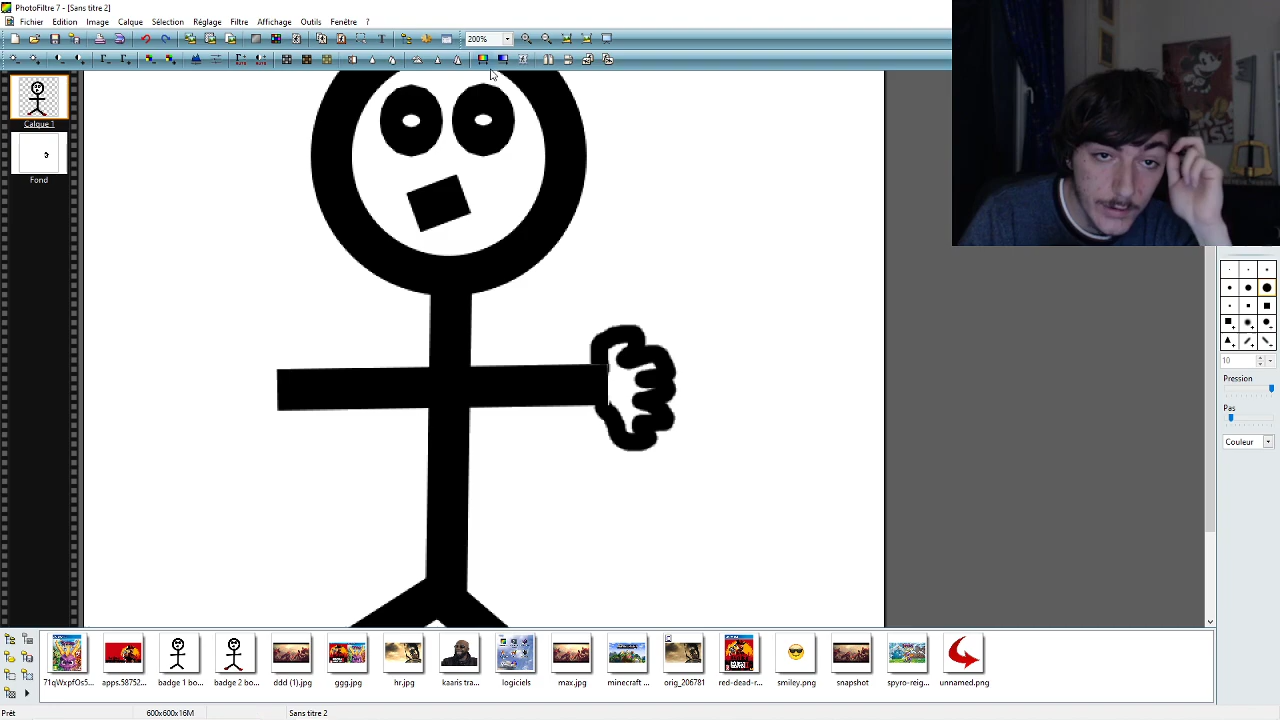 PhotoFiltre 7 - [Sans titre 2]
Fichier Edition Image Calque Sélection Réglage Filtre Affichage Outils Fenêtre ?
200%
Calque 1
Fond
10
Pression
Pas
Couleur
71qWxpfOs5... apps.58752... badge 1 bo... badge 2 bo... ddd (1).jpg ggg.jpg hr.jpg kaaris tra... logiciels max.jpg minecraft ... orig_206781 red-dead-r... smiley.png snapshot spyro-reig... unnamed.png
Prêt 600x600x16M Sans titre 2